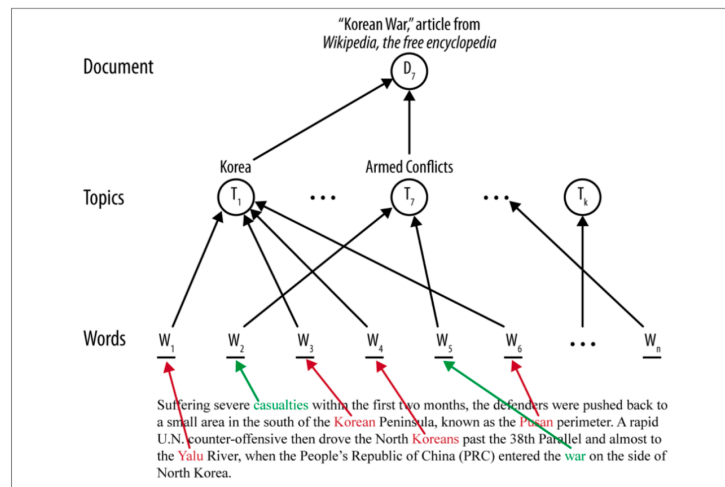 “Korean War,” article from
Wikipedia, the free encyclopedia
Document
D7
Korea
Armed Conflicts
Topics
T1
...
T7
...
Tk
Words
W1
W2
W3
W4
W5
W6
...
Wn
Suffering severe casualties within the first two months, the defenders were pushed back to
a small area in the south of the Korean Peninsula, known as the Pusan perimeter. A rapid
U.N. counter-offensive then drove the North Koreans past the 38th Parallel and almost to
the Yalu River, when the People's Republic of China (PRC) entered the war on the side of
North Korea.